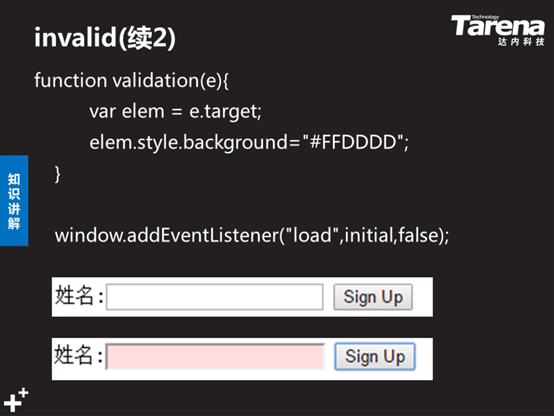 invalid(续2)
Technology
Tarena
达内科技
function validation(e){
var elem = e.target;
elem.style.background="#FFDDDD";
}
知识讲解
window.addEventListener("load",initial,false);
姓名: Sign Up
姓名: Sign Up